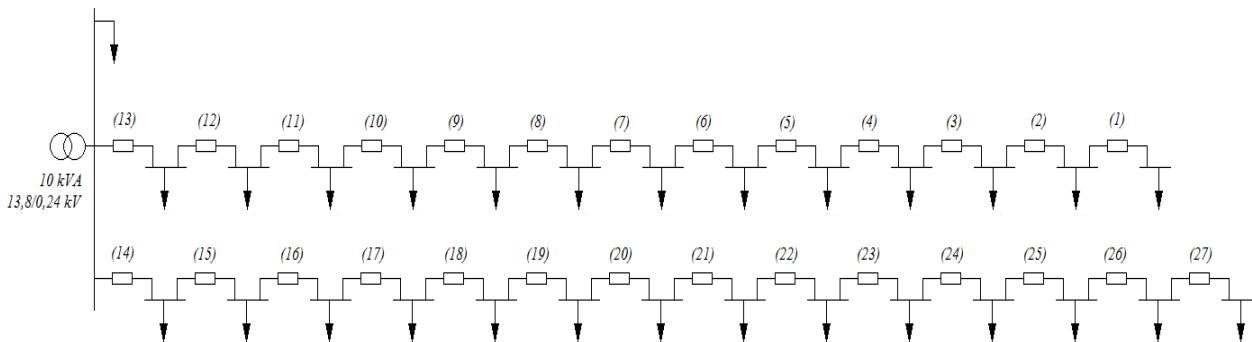 (13) (12) (11) (10) (9) (8) (7) (6) (5) (4) (3) (2) (1)
10 kVA
13,8/0,24 kV
(14) (15) (16) (17) (18) (19) (20) (21) (22) (23) (24) (25) (26) (27)